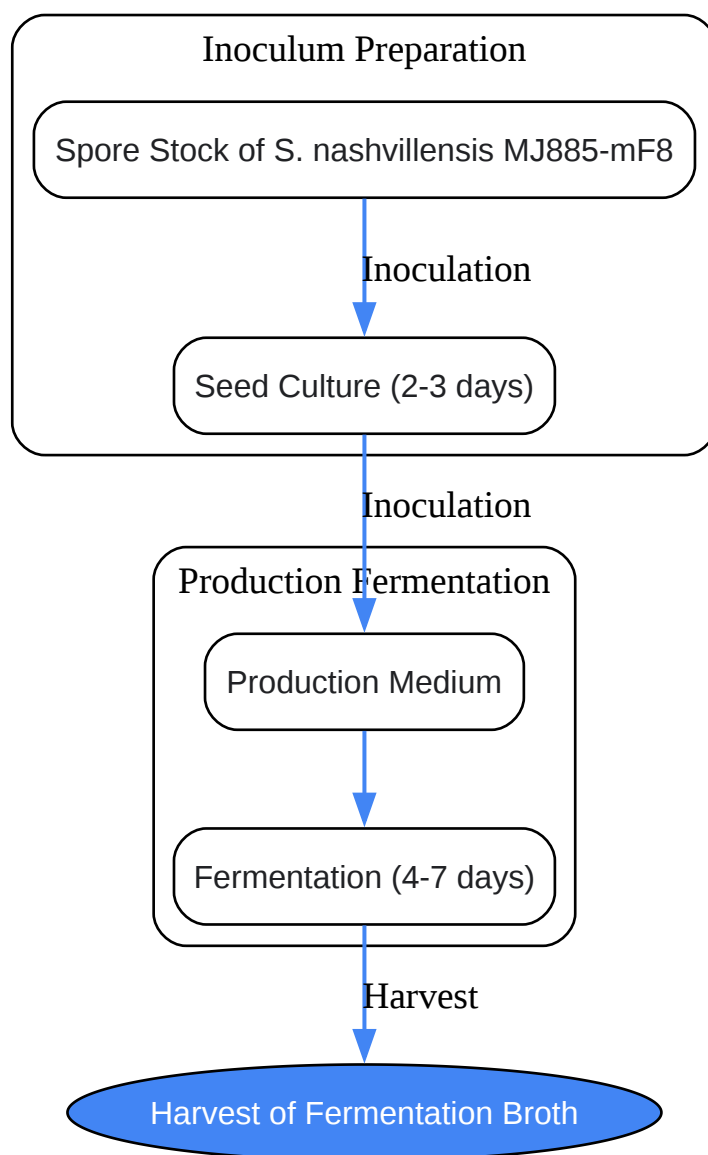 Inoculum Preparation
Spore Stock of S. nashvillensis MJ885-mF8
Inoculation
Seed Culture (2-3 days)
Inoculation
Production Fermentation
Production Medium
Fermentation (4-7 days)
Harvest
Harvest of Fermentation Broth